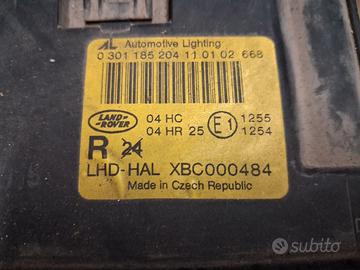 AL Automotive Lighting
0 301 185 204 11 01 02 668
LAND ROVER
04 HC
04 HR 25
E1
1255
1254
R 24
LHD-HAL XBC000484
Made in Czech Republic
subito